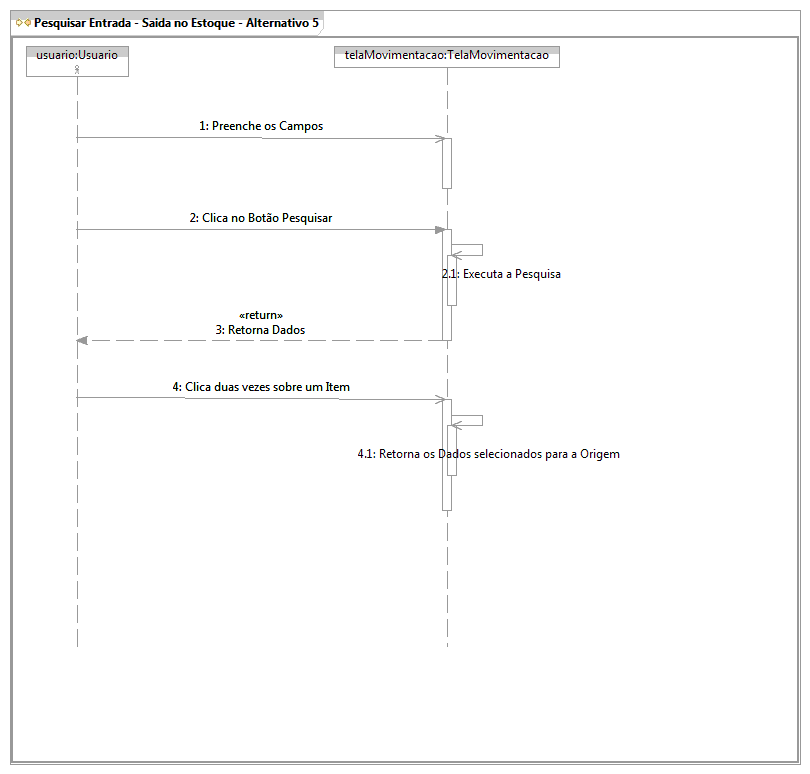 Pesquisar Entrada - Saida no Estoque - Alternativo 5
usuario:Usuario
telaMovimentacao:TelaMovimentacao
1: Preenche os Campos
2: Clica no Botão Pesquisar
2.1: Executa a Pesquisa
«return»
3: Retorna Dados
4: Clica duas vezes sobre um Item
4.1: Retorna os Dados selecionados para a Origem